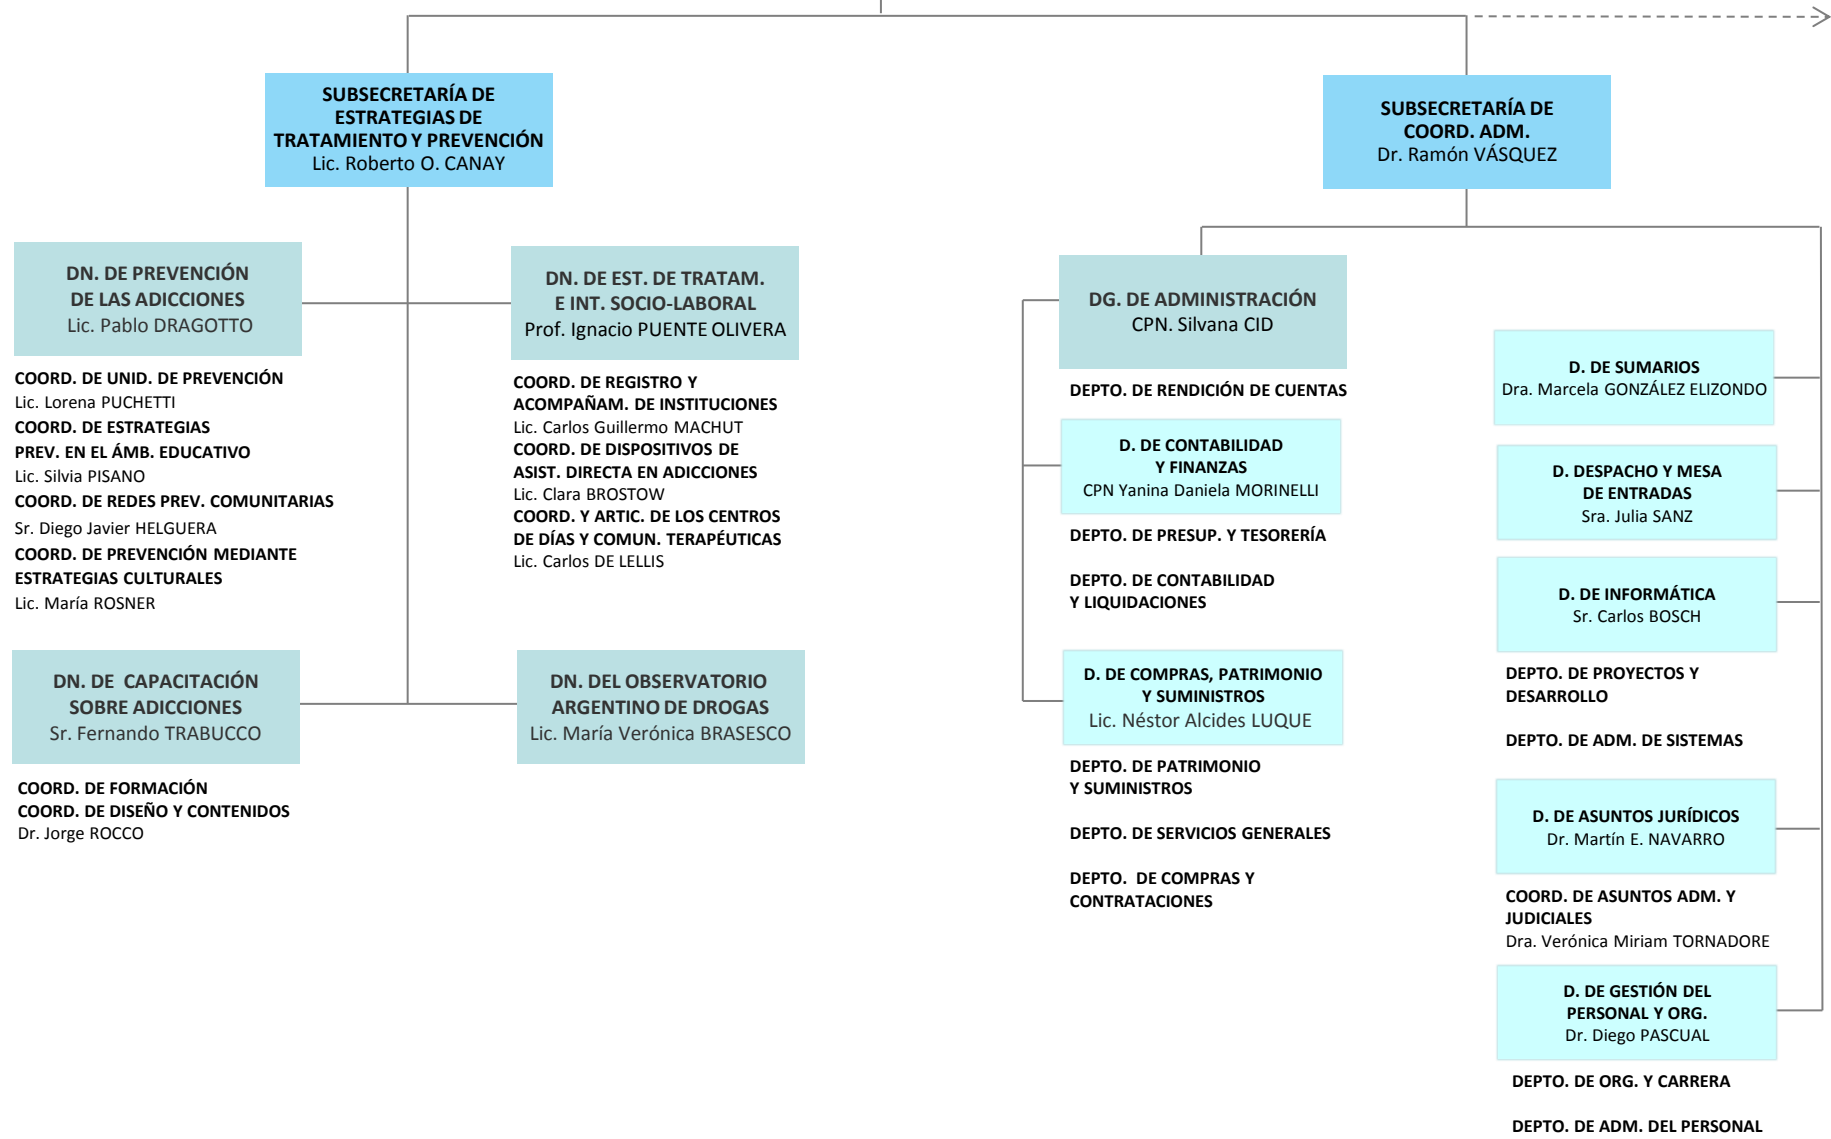 SUBSECRETARÍA DE
ESTRATEGIAS DE
TRATAMIENTO Y PREVENCIÓN
Lic. Roberto O. CANAY
SUBSECRETARÍA DE
COORD. ADM.
Dr. Ramón VÁSQUEZ
DN. DE PREVENCIÓN
DE LAS ADICCIONES
Lic. Pablo DRAGOTTO
COORD. DE UNID. DE PREVENCIÓN
Lic. Lorena PUCHETTI
COORD. DE ESTRATEGIAS
PREV. EN EL ÁMB. EDUCATIVO
Lic. Silvia PISANO
COORD. DE REDES PREV. COMUNITARIAS
Sr. Diego Javier HELGUERA
COORD. DE PREVENCIÓN MEDIANTE
ESTRATEGIAS CULTURALES
Lic. María ROSNER
DN. DE EST. DE TRATAM.
E INT. SOCIO-LABORAL
Prof. Ignacio PUENTE OLIVERA
COORD. DE REGISTRO Y
ACOMPAÑAM. DE INSTITUCIONES
Lic. Carlos Guillermo MACHUT
COORD. DE DISPOSITIVOS DE
ASIST. DIRECTA EN ADICCIONES
Lic. Clara BROSTOW
COORD. Y ARTIC. DE LOS CENTROS
DE DÍAS Y COMUN. TERAPÉUTICAS
Lic. Carlos DE LELLIS
DN. DE CAPACITACIÓN
SOBRE ADICCIONES
Sr. Fernando TRABUCCO
COORD. DE FORMACIÓN
COORD. DE DISEÑO Y CONTENIDOS
Dr. Jorge ROCCO
DN. DEL OBSERVATORIO
ARGENTINO DE DROGAS
Lic. María Verónica BRASESCO
DG. DE ADMINISTRACIÓN
CPN. Silvana CID
DEPTO. DE RENDICIÓN DE CUENTAS
D. DE CONTABILIDAD
Y FINANZAS
CPN Yanina Daniela MORINELLI
DEPTO. DE PRESUP. Y TESORERÍA
DEPTO. DE CONTABILIDAD
Y LIQUIDACIONES
D. DE COMPRAS, PATRIMONIO
Y SUMINISTROS
Lic. Néstor Alcides LUQUE
DEPTO. DE PATRIMONIO
Y SUMINISTROS
DEPTO. DE SERVICIOS GENERALES
DEPTO. DE COMPRAS Y
CONTRATACIONES
D. DE SUMARIOS
Dra. Marcela GONZÁLEZ ELIZONDO
D. DESPACHO Y MESA
DE ENTRADAS
Sra. Julia SANZ
D. DE INFORMÁTICA
Sr. Carlos BOSCH
DEPTO. DE PROYECTOS Y
DESARROLLO
DEPTO. DE ADM. DE SISTEMAS
D. DE ASUNTOS JURÍDICOS
Dr. Martín E. NAVARRO
COORD. DE ASUNTOS ADM. Y
JUDICIALES
Dra. Verónica Miriam TORNADORE
D. DE GESTIÓN DEL
PERSONAL Y ORG.
Dr. Diego PASCUAL
DEPTO. DE ORG. Y CARRERA
DEPTO. DE ADM. DEL PERSONAL